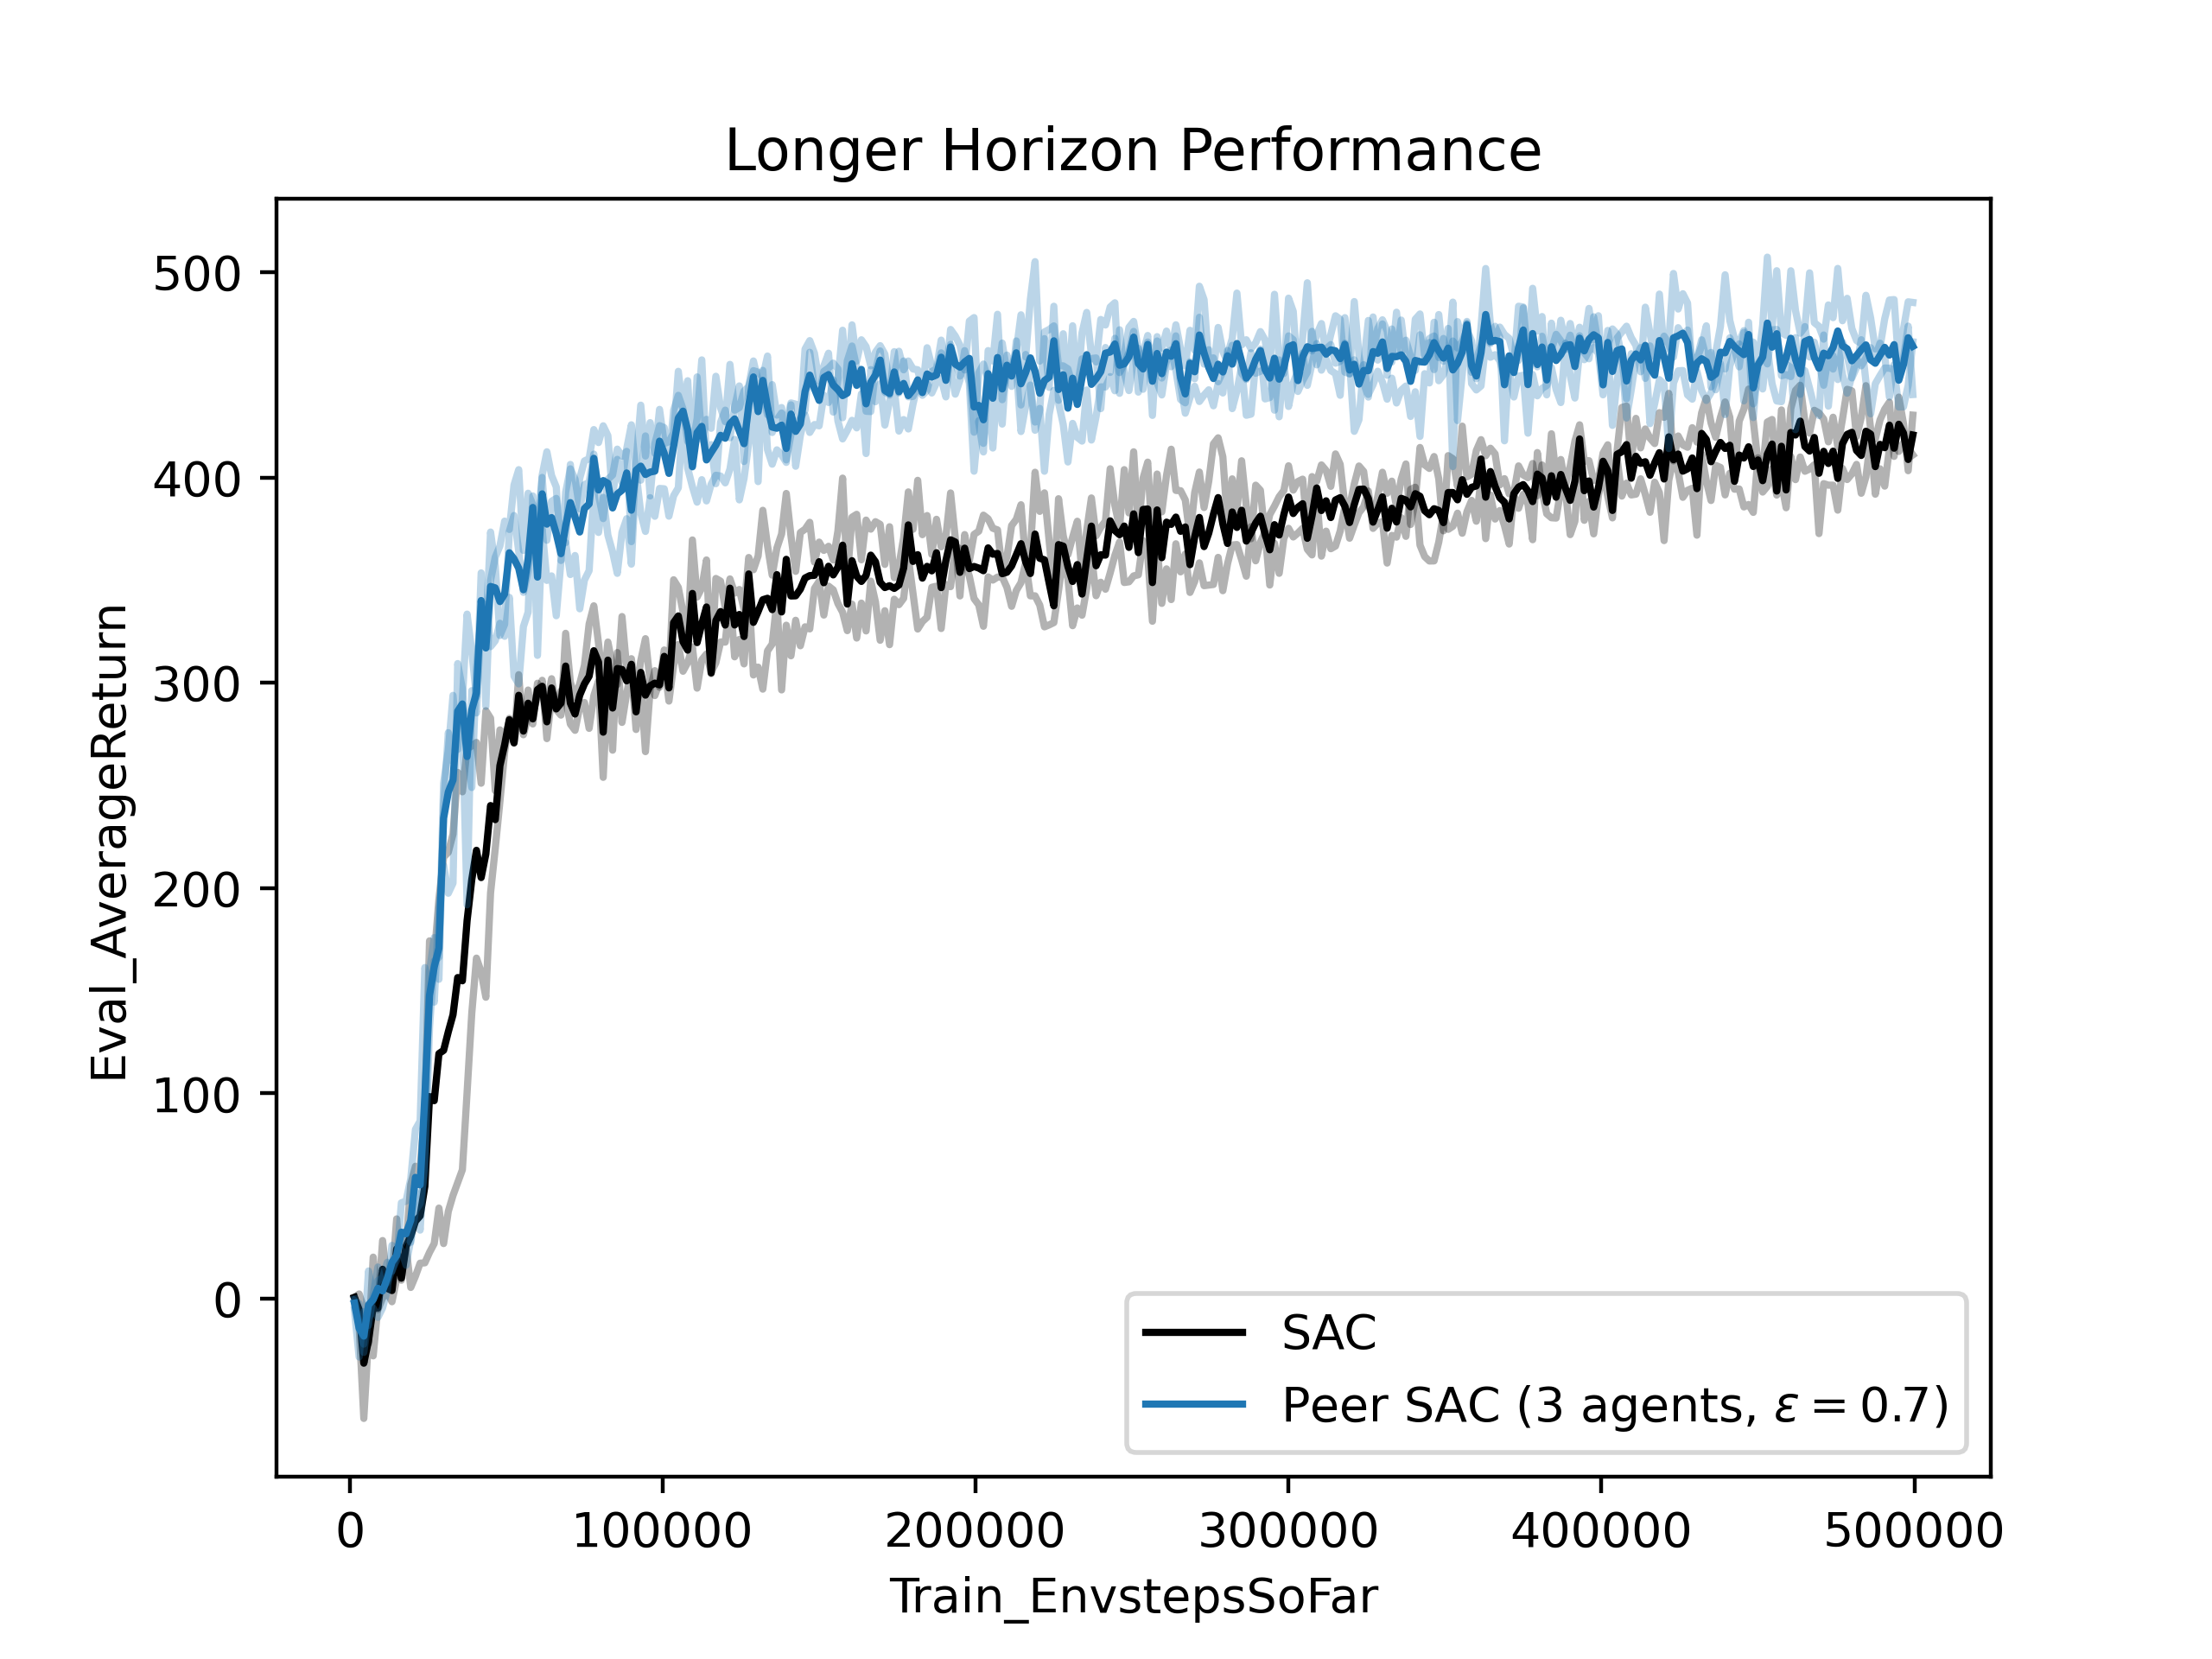 Longer Horizon Performance
500
400
300
200
100
0
Eval_AverageReturn
SAC
Peer SAC (3 agents, ε = 0.7)
0 100000 200000 300000 400000 500000
Train_EnvstepsSoFar